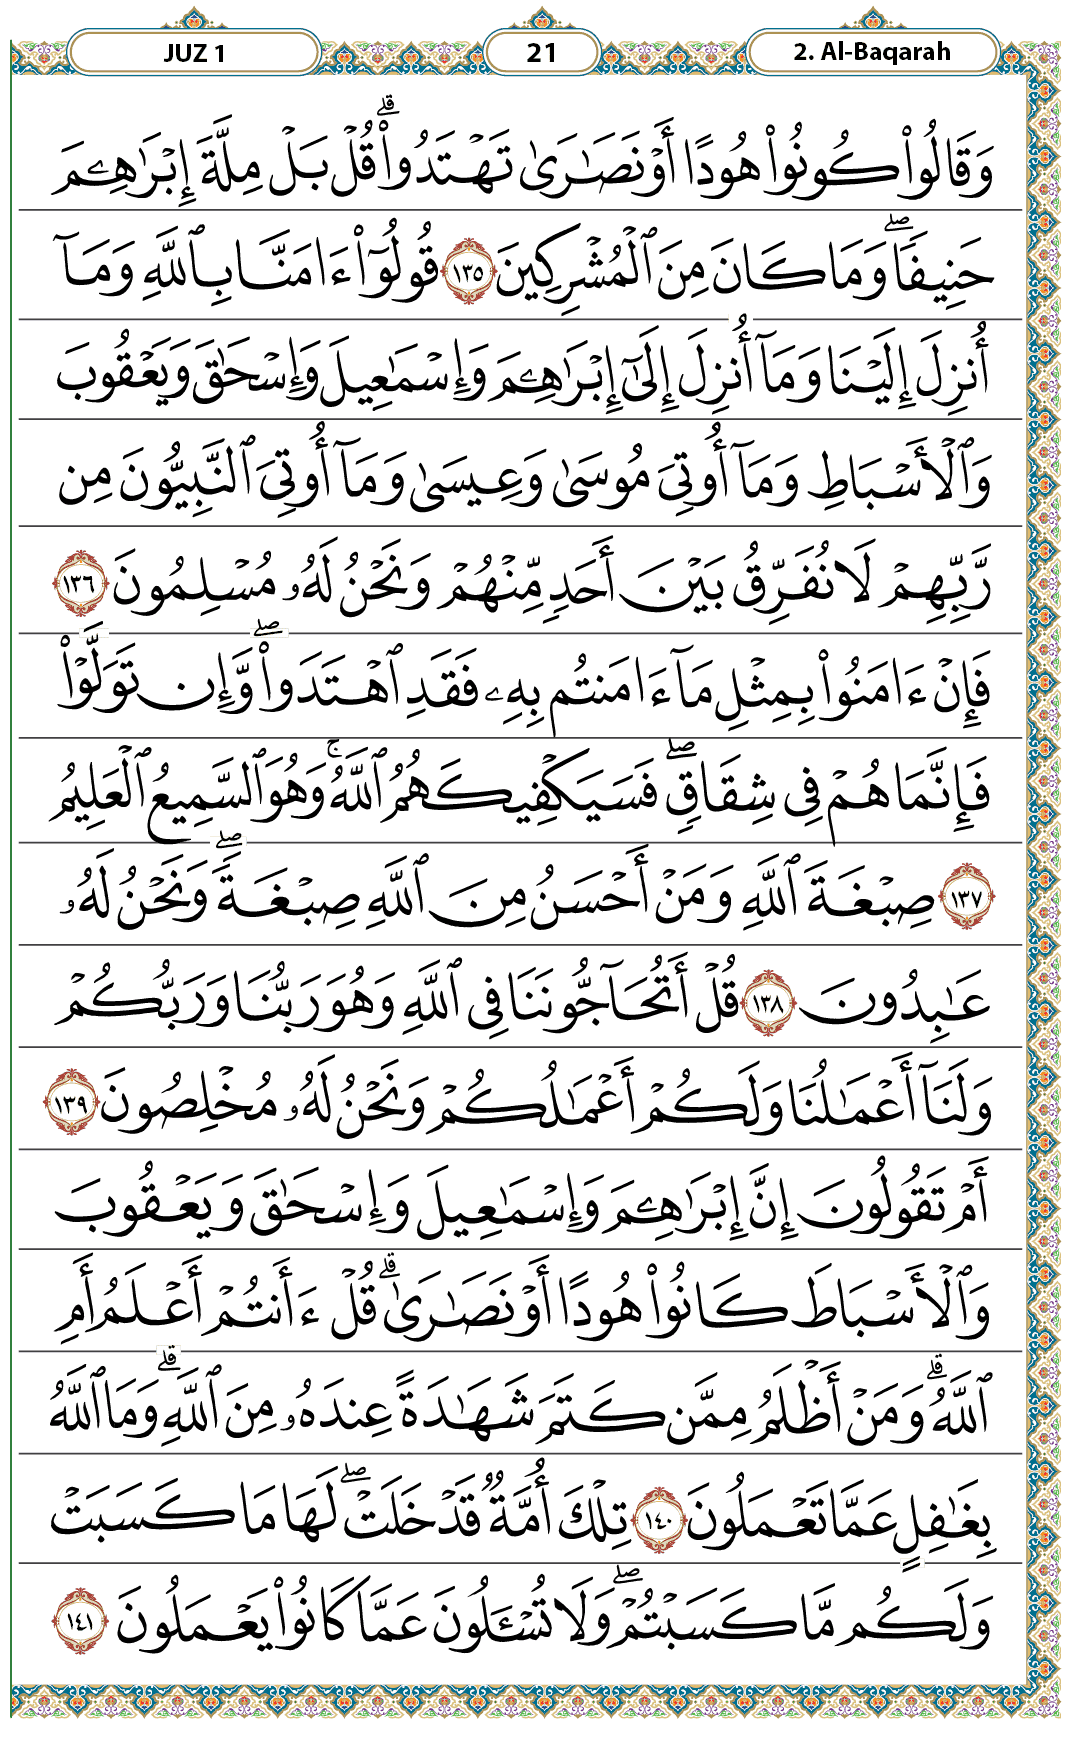 JUZ 1 21 2. Al-Baqarah
وَقَالُوا۟ كُونُوا۟ هُودًا أَوْ نَصَـٰرَىٰ تَهْتَدُوا۟ ۗ قُلْ بَلْ مِلَّةَ إِبْرَٰهِـۧمَ
حَنِيفًا ۖ وَمَا كَانَ مِنَ ٱلْمُشْرِكِينَ ١٣٥ قُولُوٓا۟ ءَامَنَّا بِٱللَّهِ وَمَآ
أُنزِلَ إِلَيْنَا وَمَآ أُنزِلَ إِلَىٰٓ إِبْرَٰهِـۧمَ وَإِسْمَـٰعِيلَ وَإِسْحَـٰقَ وَيَعْقُوبَ
وَٱلْأَسْبَاطِ وَمَآ أُوتِىَ مُوسَىٰ وَعِيسَىٰ وَمَآ أُوتِىَ ٱلنَّبِيُّونَ مِن
رَّبِّهِمْ لَا نُفَرِّقُ بَيْنَ أَحَدٍ مِّنْهُمْ وَنَحْنُ لَهُۥ مُسْلِمُونَ ١٣٦
فَإِنْ ءَامَنُوا۟ بِمِثْلِ مَآ ءَامَنتُم بِهِۦ فَقَدِ ٱهْتَدَوا۟ ۖ وَّإِن تَوَلَّوْا۟
فَإِنَّمَا هُمْ فِى شِقَاقٍ ۖ فَسَيَكْفِيكَهُمُ ٱللَّهُ ۚ وَهُوَ ٱلسَّمِيعُ ٱلْعَلِيمُ
١٣٧ صِبْغَةَ ٱللَّهِ وَمَنْ أَحْسَنُ مِنَ ٱللَّهِ صِبْغَةً ۖ وَنَحْنُ لَهُۥ
عَـٰبِدُونَ ١٣٨ قُلْ أَتُحَآجُّونَنَا فِى ٱللَّهِ وَهُوَ رَبُّنَا وَرَبُّكُمْ
وَلَنَآ أَعْمَـٰلُنَا وَلَكُمْ أَعْمَـٰلُكُمْ وَنَحْنُ لَهُۥ مُخْلِصُونَ ١٣٩
أَمْ تَقُولُونَ إِنَّ إِبْرَٰهِـۧمَ وَإِسْمَـٰعِيلَ وَإِسْحَـٰقَ وَيَعْقُوبَ
وَٱلْأَسْبَاطَ كَانُوا۟ هُودًا أَوْ نَصَـٰرَىٰ ۗ قُلْ ءَأَنتُمْ أَعْلَمُ أَمِ
ٱللَّهُ ۗ وَمَنْ أَظْلَمُ مِمَّن كَتَمَ شَهَـٰدَةً عِندَهُۥ مِنَ ٱللَّهِ ۗ وَمَا ٱللَّهُ
بِغَـٰفِلٍ عَمَّا تَعْمَلُونَ ١٤٠ تِلْكَ أُمَّةٌ قَدْ خَلَتْ ۖ لَهَا مَا كَسَبَتْ
وَلَكُم مَّا كَسَبْتُمْ ۖ وَلَا تُسْـَٔلُونَ عَمَّا كَانُوا۟ يَعْمَلُونَ ١٤١